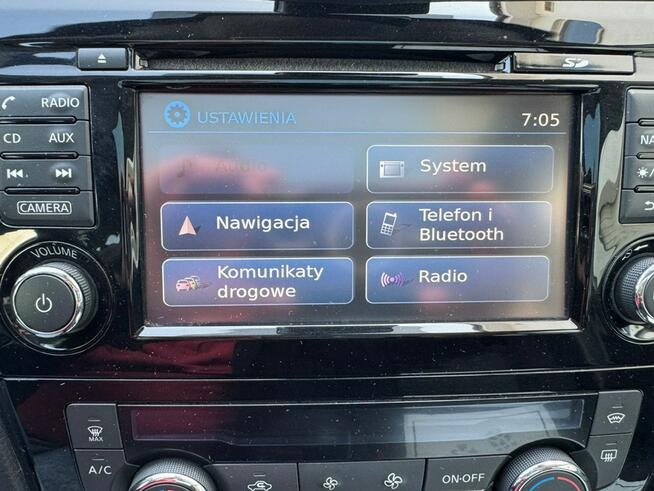 SD
RADIO
CD AUX
CAMERA
VOLUME
USTAWIENIA 7:05
Audio
System
Nawigacja
Telefon i
Bluetooth
Komunikaty
drogowe
Radio
MAX
A/C
ON·OFF